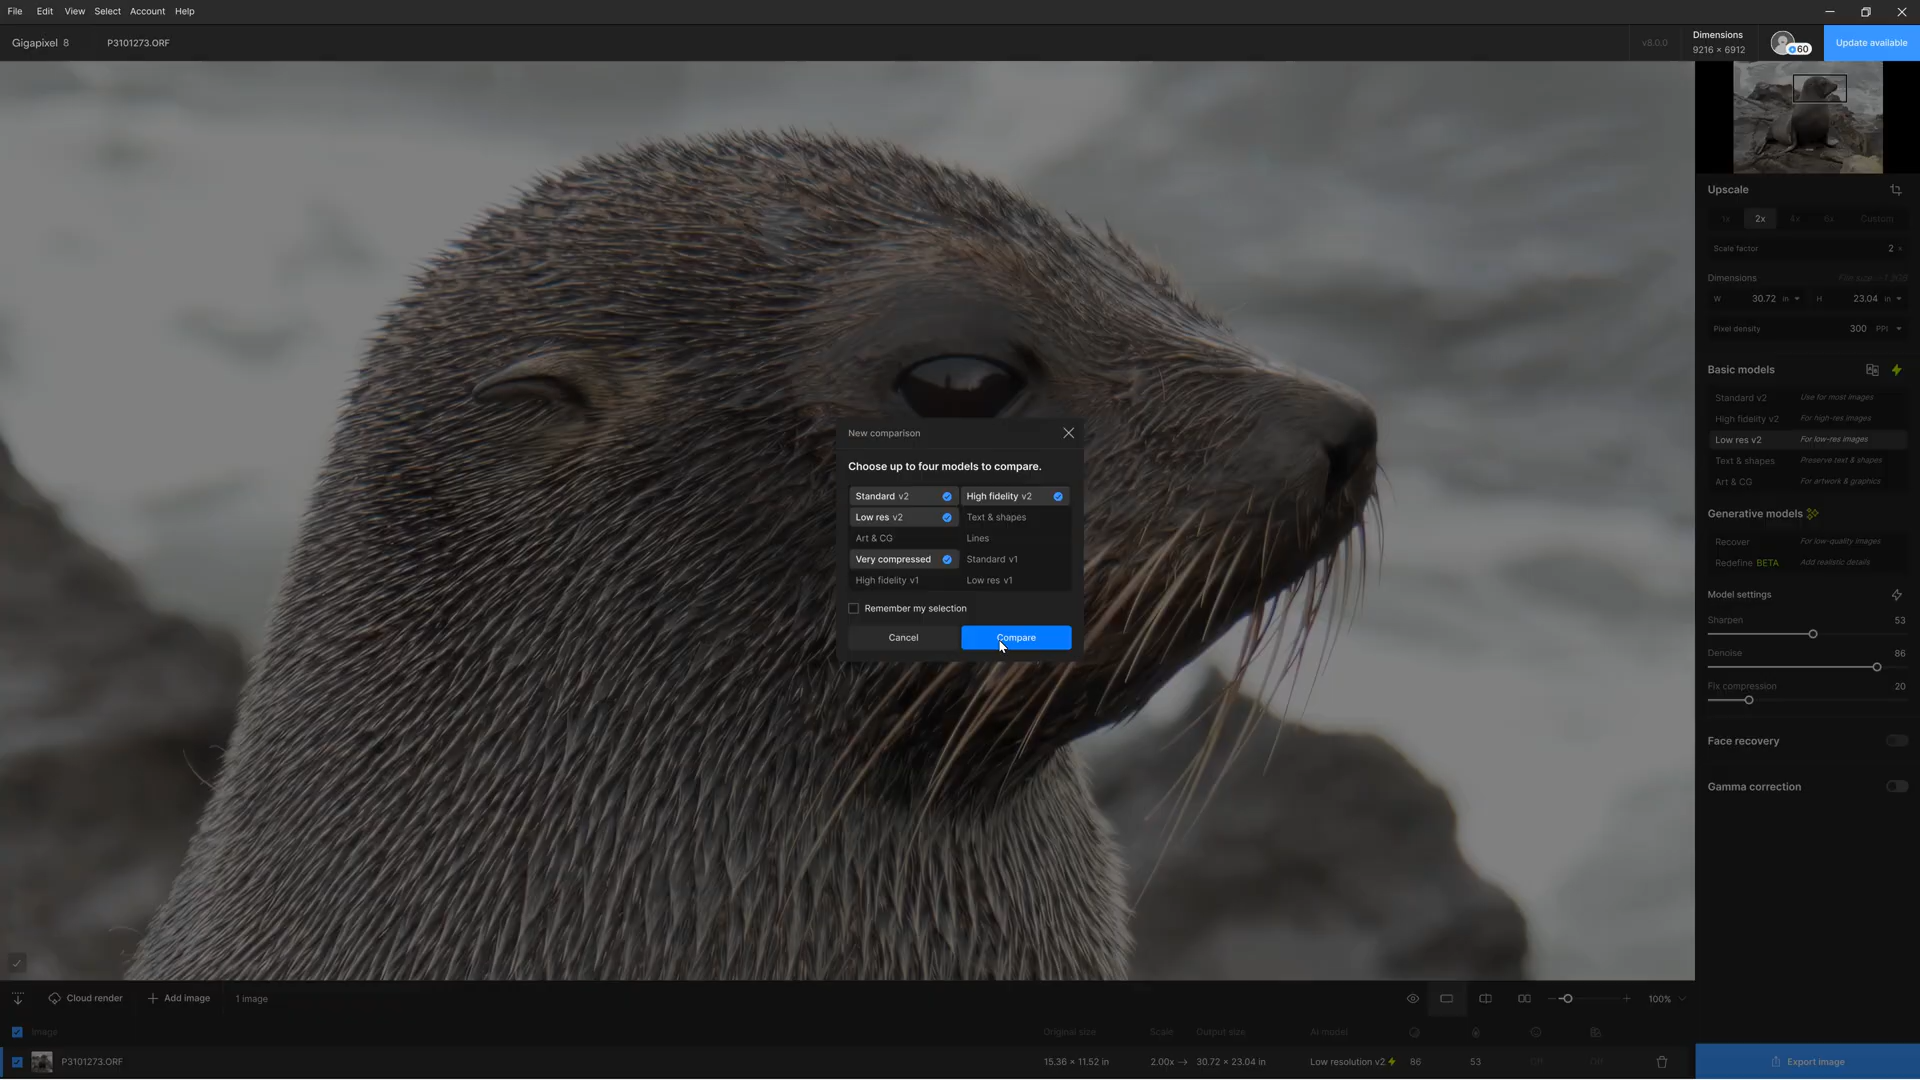 File Edit View Select Account Help
Gigapixel 8 P3101273.ORF v8.0.0 Dimensions 9216 × 6912 60 Update available
Upscale
1x 2x 4x 6x Custom
Scale factor 2 x
Dimensions
W 30.72 in H 23.04 in
Pixel density 300 PPI
Basic models
Standard v2 Use for most images
High fidelity v2 For high-res images
Low res v2 For low-res images
Text & shapes Preserve text & shapes
Art & CG For artwork & graphics
Generative models
Recover For low-quality images
Redefine BETA Add realistic details
Model settings
Sharpen 53
Denoise 86
Fix compression 20
Face recovery
Gamma correction
New comparison
Choose up to four models to compare.
Standard v2 High fidelity v2
Low res v2 Text & shapes
Art & CG Lines
Very compressed Standard v1
High fidelity v1 Low res v1
Remember my selection
Cancel Compare
Cloud render Add image 1 image 100%
Image Original size Scale Output size AI model
P3101273.ORF 15.36 × 11.52 in 2.00x → 30.72 × 23.04 in Low resolution v2 86 53 Off Off
Export image